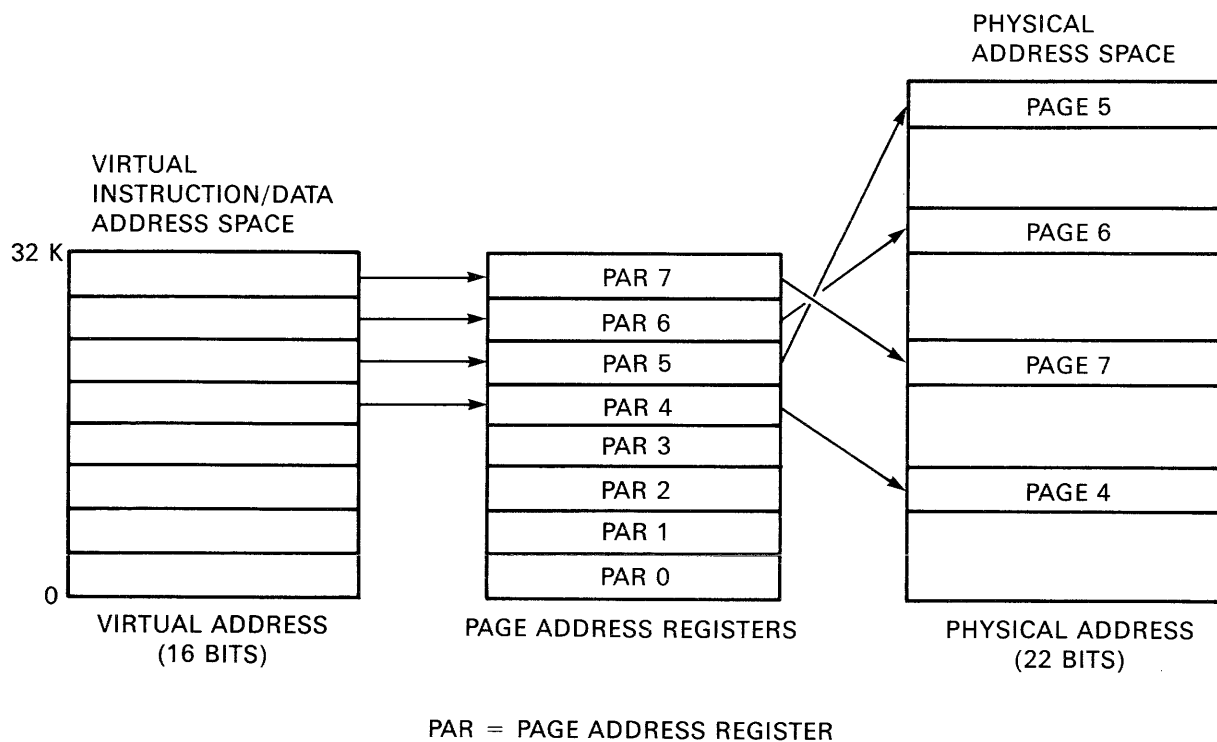 PHYSICAL
ADDRESS SPACE
PAGE 5
PAGE 6
PAGE 7
PAGE 4
PHYSICAL ADDRESS
(22 BITS)
VIRTUAL
INSTRUCTION/DATA
ADDRESS SPACE
32 K
0
VIRTUAL ADDRESS
(16 BITS)
PAR 7
PAR 6
PAR 5
PAR 4
PAR 3
PAR 2
PAR 1
PAR 0
PAGE ADDRESS REGISTERS
PAR = PAGE ADDRESS REGISTER